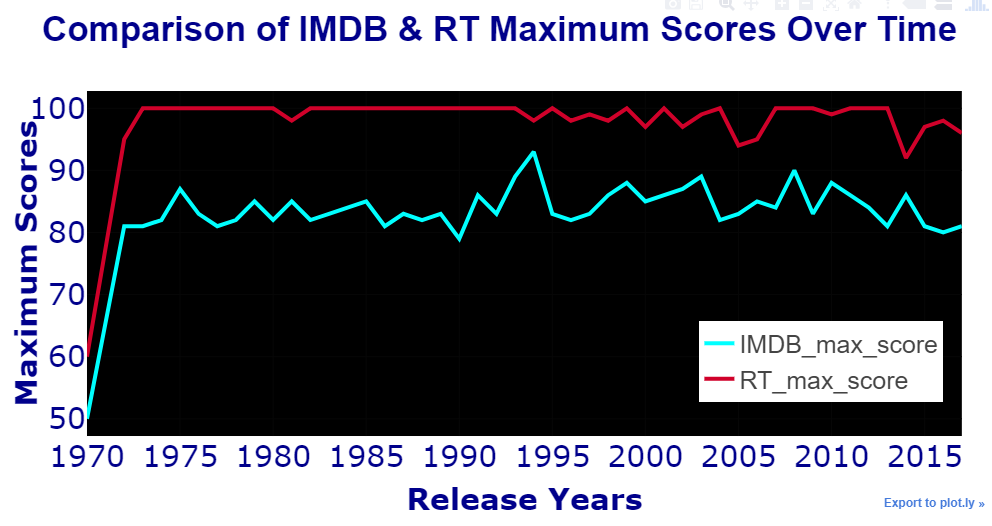 Comparison of IMDB & RT Maximum Scores Over Time
Maximum Scores
100
90
80
70
60
50
IMDB_max_score
RT_max_score
1970 1975 1980 1985 1990 1995 2000 2005 2010 2015
Release Years
Export to plot.ly »